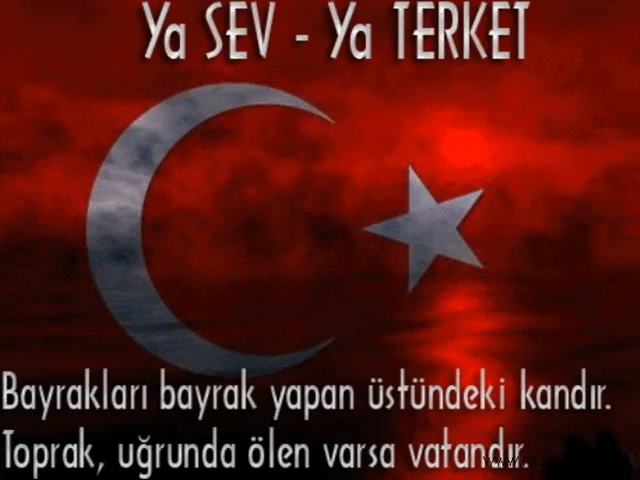 Ya SEV - Ya TERKET
Bayrakları bayrak yapan üstündeki kandır.
Toprak, uğrunda ölen varsa vatandır.